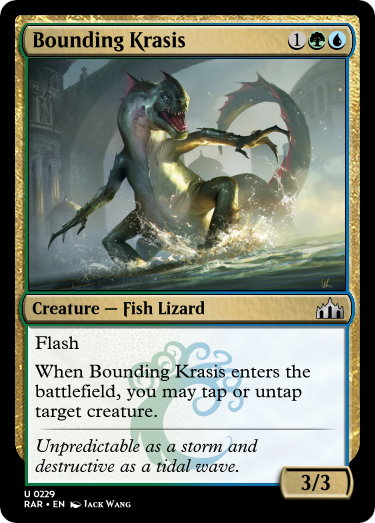 Bounding Krasis 1
Creature — Fish Lizard
Flash
When Bounding Krasis enters the
battlefield, you may tap or untap
target creature.
Unpredictable as a storm and
destructive as a tidal wave.
3/3
U 0229
RAR • EN Jack Wang